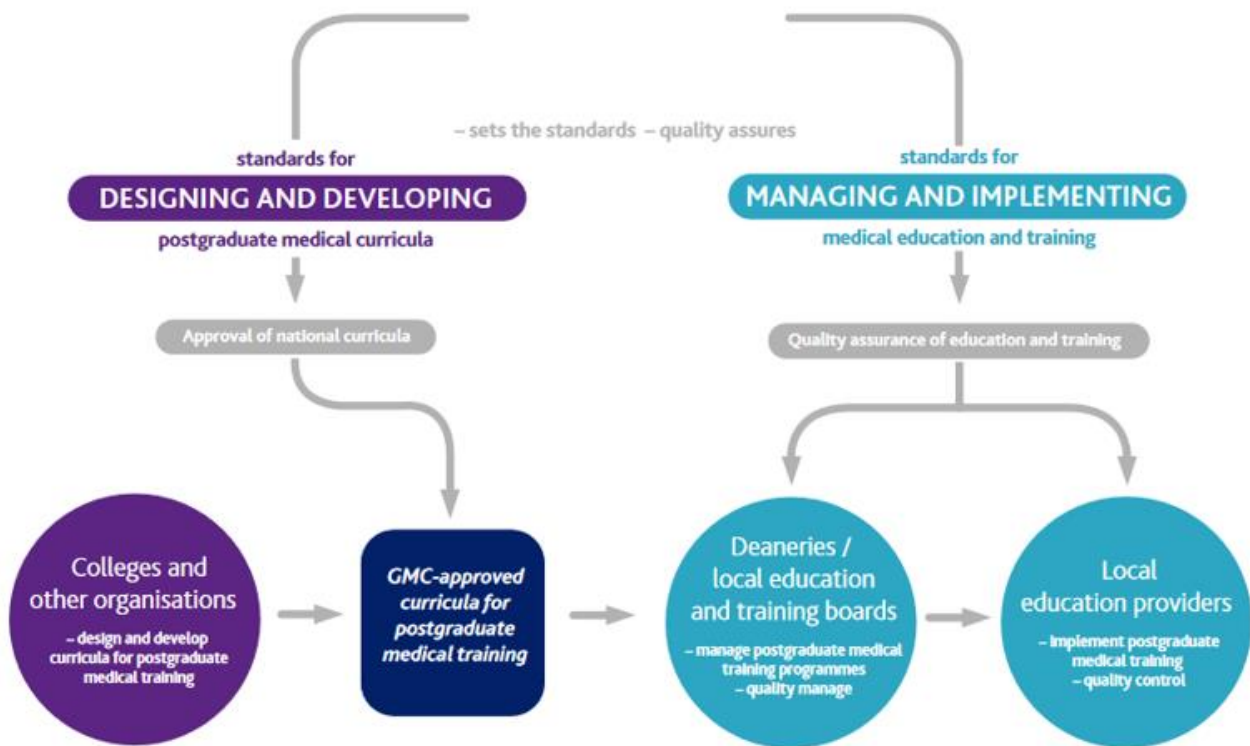 – sets the standards – quality assures
standards for
DESIGNING AND DEVELOPING
postgraduate medical curricula
standards for
MANAGING AND IMPLEMENTING
medical education and training
Approval of national curricula
Quality assurance of education and training
Colleges and
other organisations
– design and develop
curricula for postgraduate
medical training
GMC-approved
curricula for
postgraduate
medical training
Deaneries /
local education
and training boards
– manage postgraduate medical
training programmes
– quality manage
Local
education providers
– implement postgraduate
medical training
– quality control